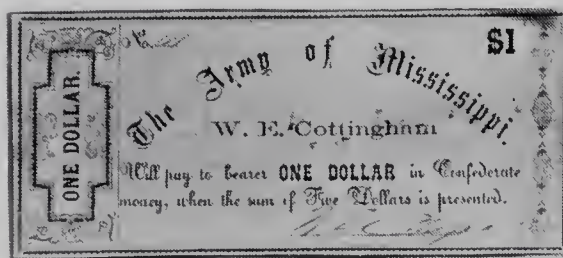 ONE DOLLAR.
$1
The Army of Mississippi.
W. E. Cottingham
Will pay to bearer ONE DOLLAR in Confederate
money, when the sum of Five Dollars is presented.